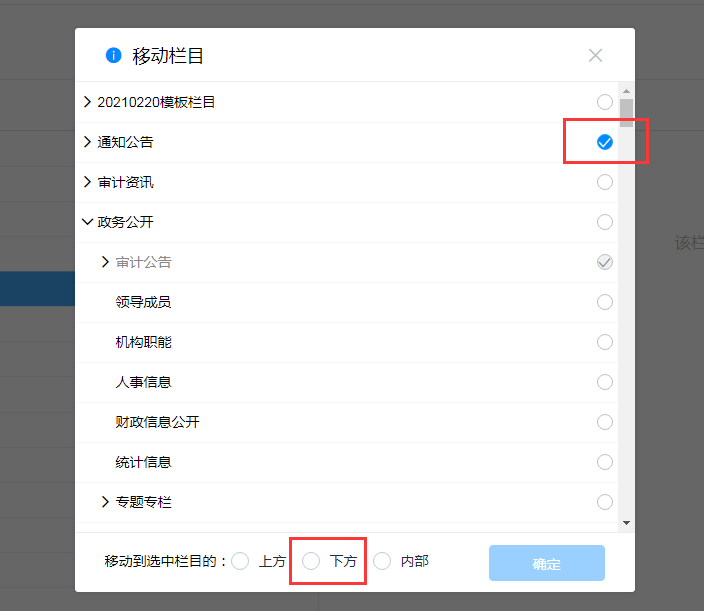 移动栏目
20210220模板栏目
通知公告
审计资讯
政务公开
该栏
审计公告
领导成员
机构职能
人事信息
财政信息公开
统计信息
专题专栏
移动到选中栏目的：上方 下方 内部 确定